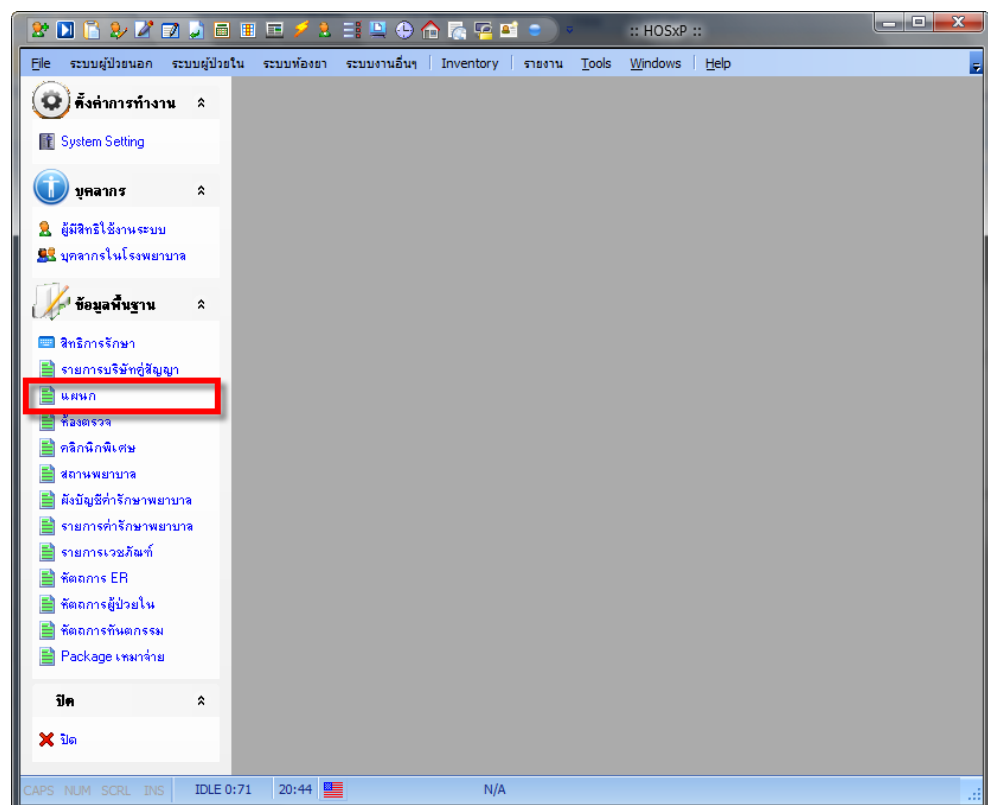 :: HOSxP ::
File ระบบผู้ป่วยนอก ระบบผู้ป่วยใน ระบบห้องยา ระบบงานอื่นๆ Inventory รายงาน Tools Windows Help
ตั้งค่าการทำงาน
System Setting
บุคลากร
ผู้มีสิทธิใช้งานระบบ
บุคลากรในโรงพยาบาล
ข้อมูลพื้นฐาน
สิทธิการรักษา
รายการบริษัทคู่สัญญา
แผนก
ห้องตรวจ
คลินิกพิเศษ
สถานพยาบาล
ผังบัญชีค่ารักษาพยาบาล
รายการค่ารักษาพยาบาล
รายการเวชภัณฑ์
หัตถการ ER
หัตถการผู้ป่วยใน
หัตถการทันตกรรม
Package เหมาจ่าย
ปิด
ปิด
CAPS NUM SCRL INS IDLE 0:71 20:44 N/A